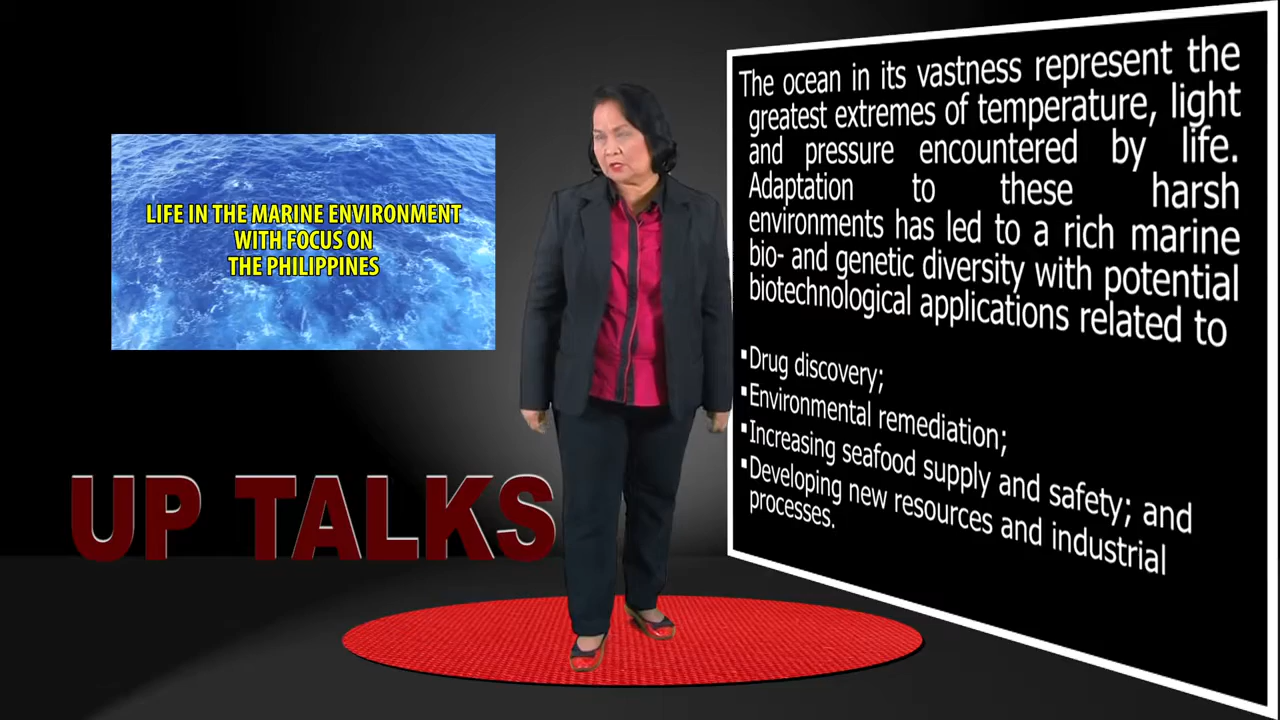 LIFE IN THE MARINE ENVIRONMENT
WITH FOCUS ON
THE PHILIPPINES
UP TALKS
The ocean in its vastness represent the
greatest extremes of temperature, light
and pressure encountered by life.
Adaptation to these harsh
environments has led to a rich marine
bio- and genetic diversity with potential
biotechnological applications related to
▪Drug discovery;
▪Environmental remediation;
▪Increasing seafood supply and safety; and
▪Developing new resources and industrial
processes.